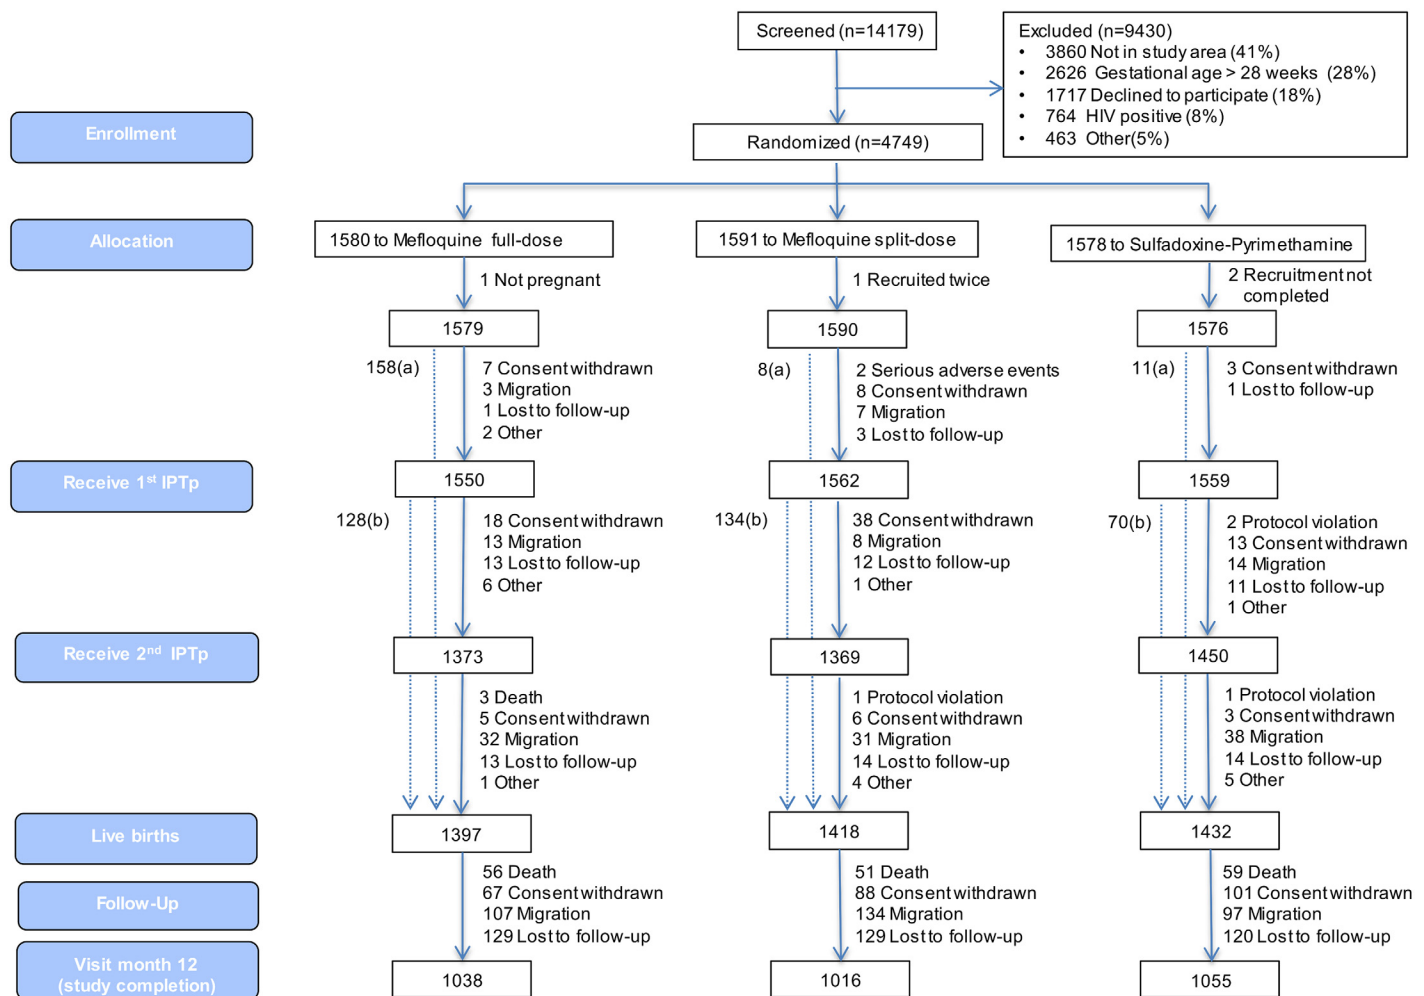 Screened (n=14179)
Excluded (n=9430)
• 3860 Not in study area (41%)
• 2626 Gestational age > 28 weeks (28%)
• 1717 Declined to participate (18%)
• 764 HIV positive (8%)
• 463 Other(5%)
Enrollment
Randomized (n=4749)
Allocation
1580 to Mefloquine full-dose
1591 to Mefloquine split-dose
1578 to Sulfadoxine-Pyrimethamine
1 Not pregnant
1 Recruited twice
2 Recruitment not
completed
1579
1590
1576
158(a)
7 Consent withdrawn
3 Migration
1 Lost to follow-up
2 Other
8(a)
2 Serious adverse events
8 Consent withdrawn
7 Migration
3 Lost to follow-up
11(a)
3 Consent withdrawn
1 Lost to follow-up
Receive 1st IPTp
1550
1562
1559
128(b)
18 Consent withdrawn
13 Migration
13 Lost to follow-up
6 Other
134(b)
38 Consent withdrawn
8 Migration
12 Lost to follow-up
1 Other
70(b)
2 Protocol violation
13 Consent withdrawn
14 Migration
11 Lost to follow-up
1 Other
Receive 2nd IPTp
1373
1369
1450
3 Death
5 Consent withdrawn
32 Migration
13 Lost to follow-up
1 Other
1 Protocol violation
6 Consent withdrawn
31 Migration
14 Lost to follow-up
4 Other
1 Protocol violation
3 Consent withdrawn
38 Migration
14 Lost to follow-up
5 Other
Live births
1397
1418
1432
Follow-Up
56 Death
67 Consent withdrawn
107 Migration
129 Lost to follow-up
51 Death
88 Consent withdrawn
134 Migration
129 Lost to follow-up
59 Death
101 Consent withdrawn
97 Migration
120 Lost to follow-up
Visit month 12
(study completion)
1038
1016
1055